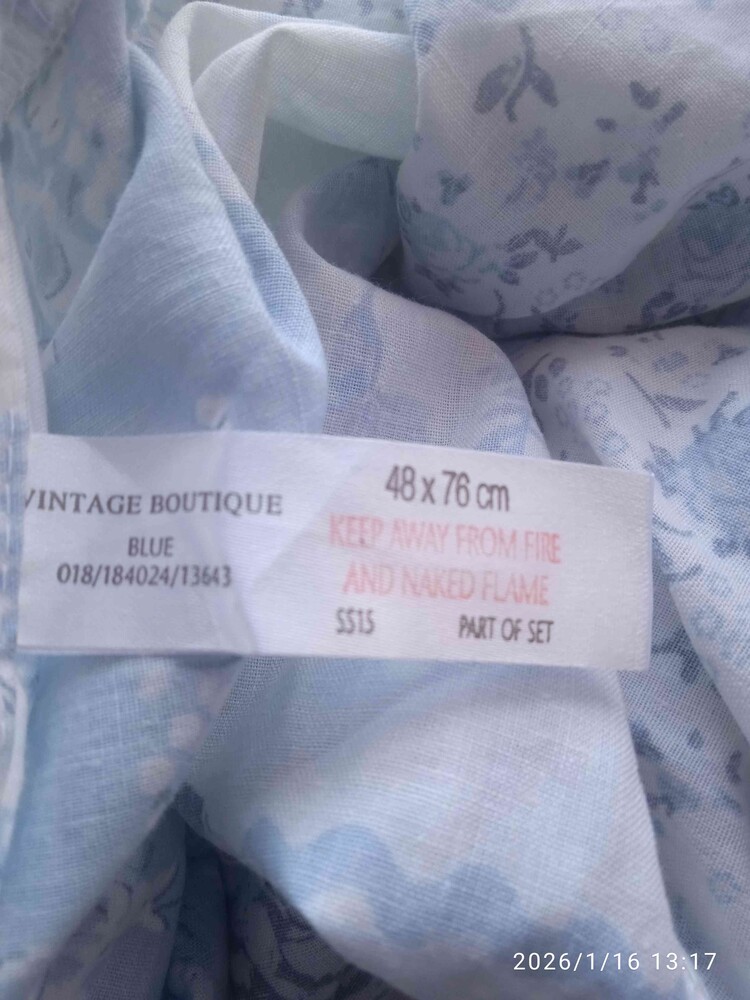 VINTAGE BOUTIQUE
BLUE
018/184024/13643
48 x 76 cm
KEEP AWAY FROM FIRE
AND NAKED FLAME
SS15 PART OF SET
2026/1/16 13:17